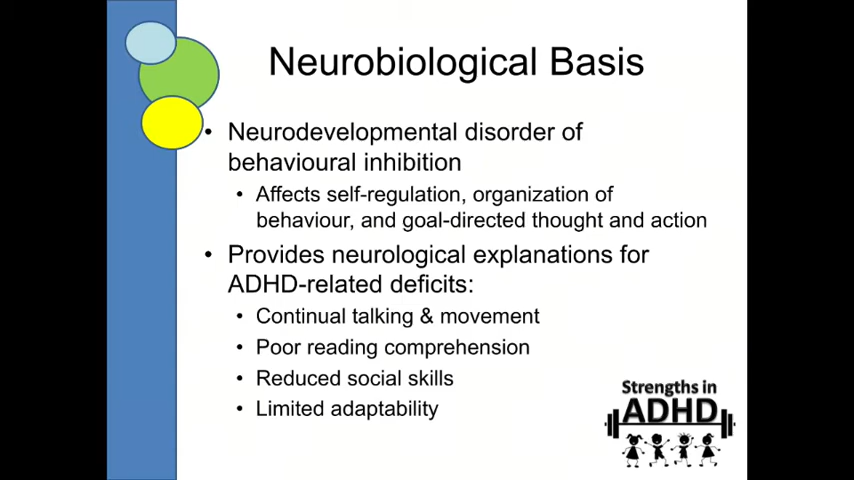 Neurobiological Basis
• Neurodevelopmental disorder of
behavioural inhibition
• Affects self-regulation, organization of
behaviour, and goal-directed thought and action
• Provides neurological explanations for
ADHD-related deficits:
• Continual talking & movement
• Poor reading comprehension
• Reduced social skills
• Limited adaptability
Strengths in
ADHD